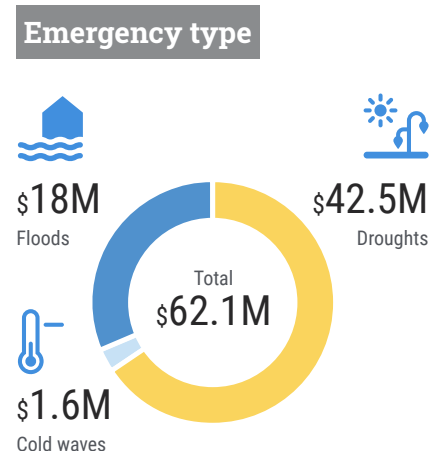 Emergency type
$18M
Floods
$42.5M
Droughts
Total
$62.1M
$1.6M
Cold waves